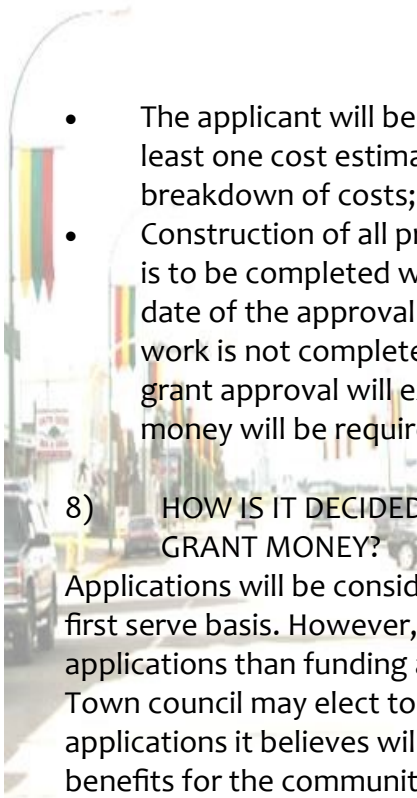 • The applicant will be
least one cost estima
breakdown of costs;
• Construction of all pr
is to be completed w
date of the approval
work is not complete
grant approval will e
money will be requir
8) HOW IS IT DECIDED
GRANT MONEY?
Applications will be consid
first serve basis. However,
applications than funding a
Town council may elect to
applications it believes wil
benefits for the communit